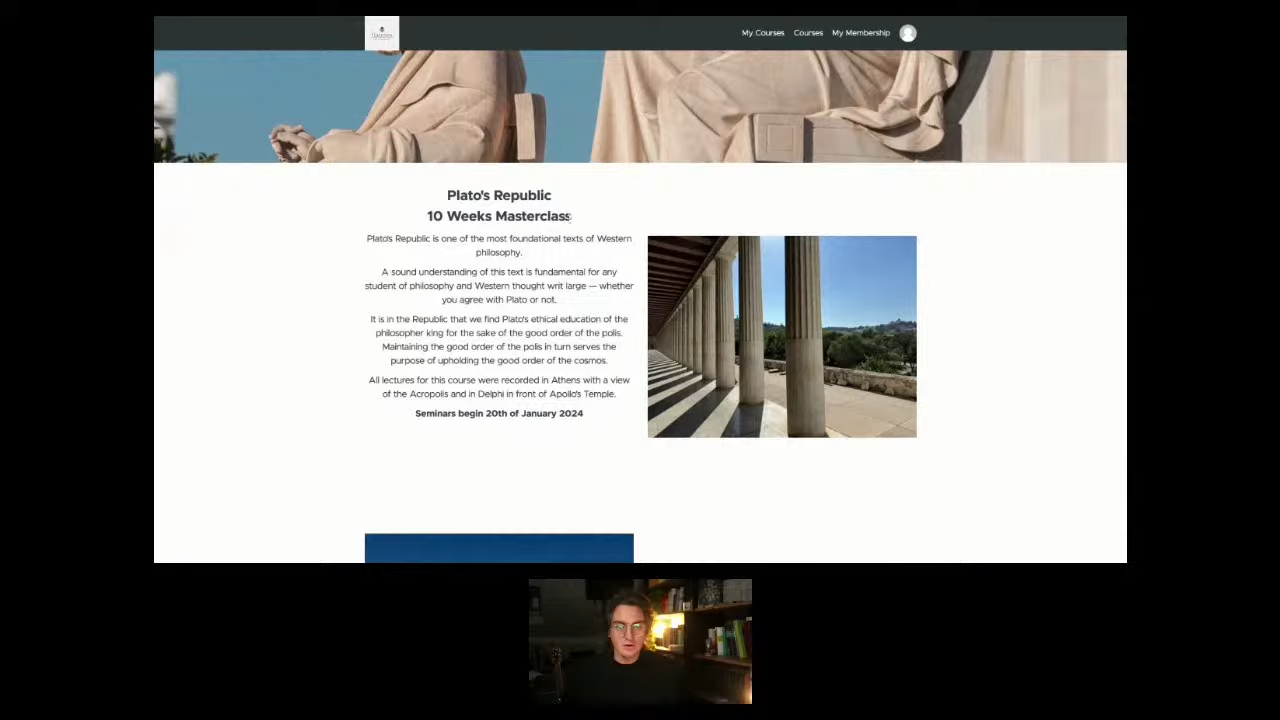 My Courses Courses My Membership
Plato's Republic
10 Weeks Masterclass
Plato's Republic is one of the most foundational texts of Western
philosophy.
A sound understanding of this text is fundamental for any
student of philosophy and Western thought writ large — whether
you agree with Plato or not.
It is in the Republic that we find Plato's ethical education of the
philosopher king for the sake of the good order of the polis.
Maintaining the good order of the polis in turn serves the
purpose of upholding the good order of the cosmos.
All lectures for this course were recorded in Athens with a view
of the Acropolis and in Delphi in front of Apollo's Temple.
Seminars begin 20th of January 2024